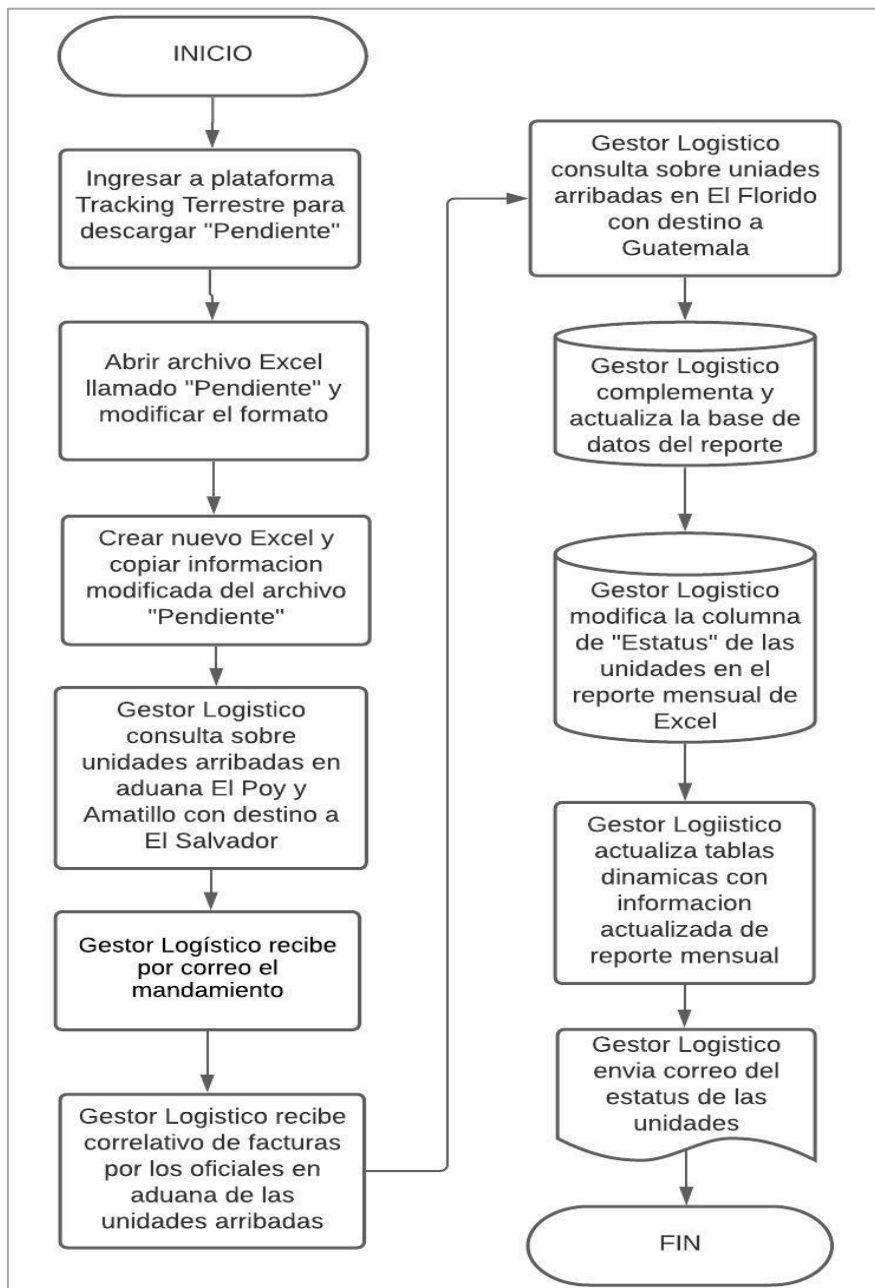 INICIO
Ingresar a plataforma
Tracking Terrestre para
descargar "Pendiente"
Abrir archivo Excel
llamado "Pendiente" y
modificar el formato
Crear nuevo Excel y
copiar informacion
modificada del archivo
"Pendiente"
Gestor Logistico
consulta sobre
unidades arribadas en
aduana El Poy y
Amatillo con destino a
El Salvador
Gestor Logístico recibe
por correo el
mandamiento
Gestor Logistico recibe
correlativo de facturas
por los oficiales en
aduana de las
unidades arribadas
Gestor Logistico
consulta sobre uniades
arribadas en El Florido
con destino a
Guatemala
Gestor Logistico
complementa y
actualiza la base de
datos del reporte
Gestor Logistico
modifica la columna
de "Estatus" de las
unidades en el
reporte mensual de
Excel
Gestor Logiistico
actualiza tablas
dinamicas con
informacion
actualizada de
reporte mensual
Gestor Logistico
envia correo del
estatus de las
unidades
FIN